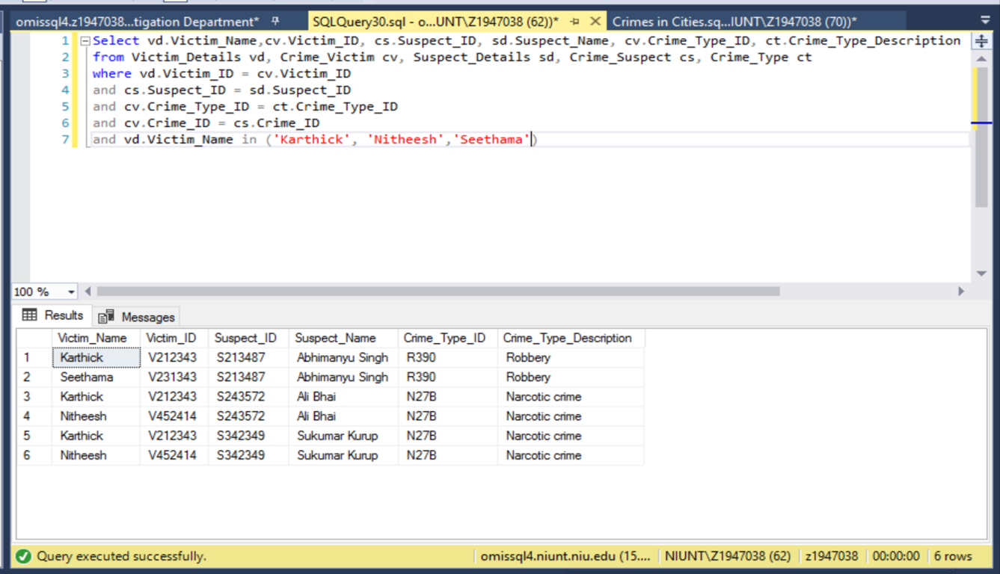 omissql4.z1947038...tigation Department*
SQLQuery30.sql - o...UNT\Z1947038 (62))*
Crimes in Cities.sq...IUNT\Z1947038 (70))*
1 Select vd.Victim_Name,cv.Victim_ID, cs.Suspect_ID, sd.Suspect_Name, cv.Crime_Type_ID, ct.Crime_Type_Description
2 from Victim_Details vd, Crime_Victim cv, Suspect_Details sd, Crime_Suspect cs, Crime_Type ct
3 where vd.Victim_ID = cv.Victim_ID
4 and cs.Suspect_ID = sd.Suspect_ID
5 and cv.Crime_Type_ID = ct.Crime_Type_ID
6 and cv.Crime_ID = cs.Crime_ID
7 and vd.Victim_Name in ('Karthick', 'Nitheesh','Seethama')
100 %
Results Messages
Victim_Name Victim_ID Suspect_ID Suspect_Name Crime_Type_ID Crime_Type_Description
1 Karthick V212343 S213487 Abhimanyu Singh R390 Robbery
2 Seethama V231343 S213487 Abhimanyu Singh R390 Robbery
3 Karthick V212343 S243572 Ali Bhai N27B Narcotic crime
4 Nitheesh V452414 S243572 Ali Bhai N27B Narcotic crime
5 Karthick V212343 S342349 Sukumar Kurup N27B Narcotic crime
6 Nitheesh V452414 S342349 Sukumar Kurup N27B Narcotic crime
Query executed successfully. omissql4.niunt.niu.edu (15.... NIUNT\Z1947038 (62) z1947038 00:00:00 6 rows